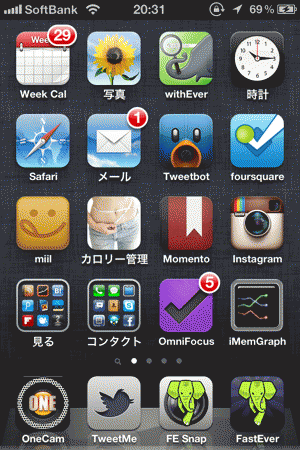 SoftBank 20:31 69%
29
Week Cal 写真 withEver 時計
1
Safari メール Tweetbot foursquare
miil カロリー管理 Momento Instagram
5
見る コンタクト OmniFocus iMemGraph
ONE
OneCam TweetMe FE Snap FastEver